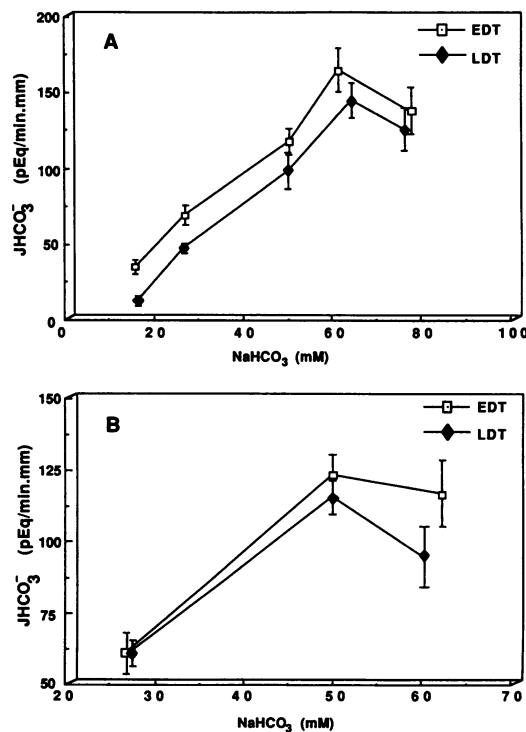 A
EDT
LDT
200
150
100
50
0
JHCO₃⁻ (pEq/min.mm)
0 20 40 60 80 100
NaHCO₃ (mM)
B
EDT
LDT
150
125
100
75
50
JHCO₃⁻ (pEq/min.mm)
20 30 40 50 60 70
NaHCO₃ (mM)